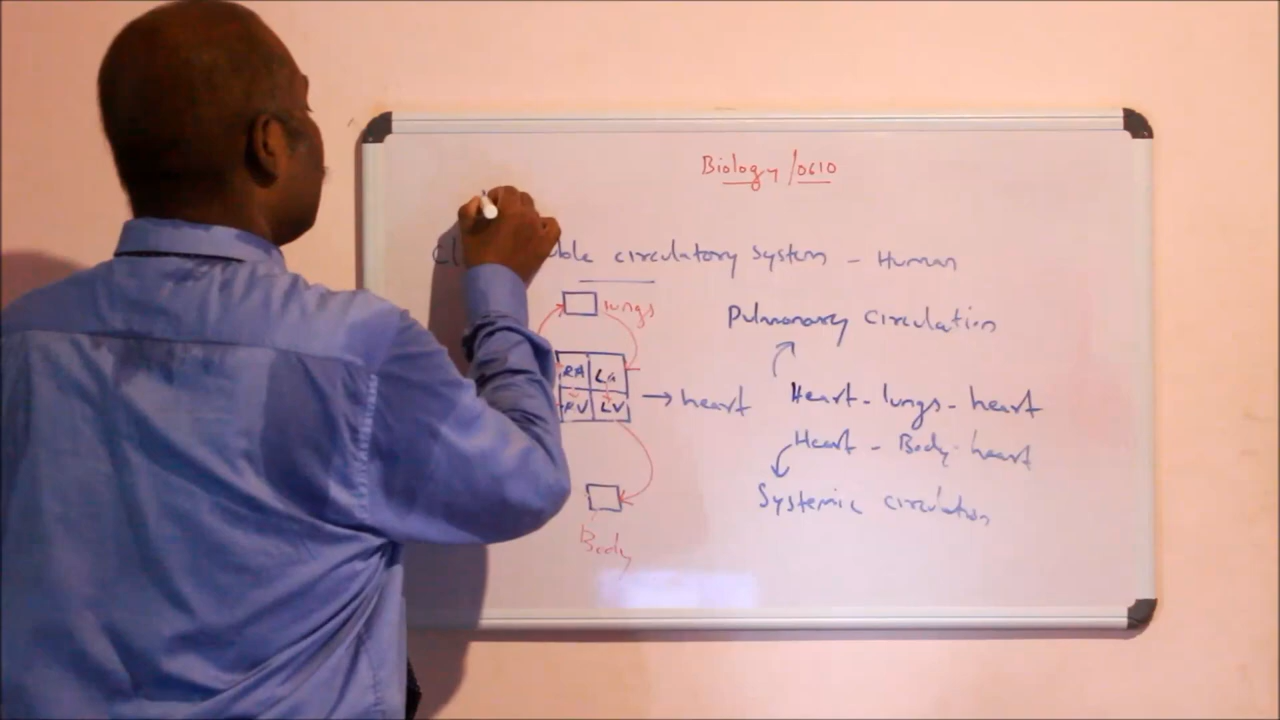 Biology /0610
circulatory system - Human
lungs
Pulmonary circulation
RA LA
RV LV
heart
Heart - lungs - heart
Heart - Body - heart
Systemic circulation
Body